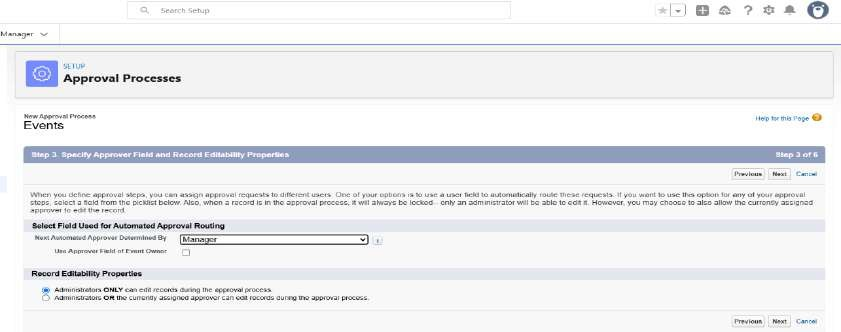 Search Setup
Manager
SETUP
Approval Processes
New Approval Process
Events
Help for this Page ?
Step 3. Specify Approver Field and Record Editability Properties Step 3 of 6
Previous Next Cancel
When you define approval steps, you can assign approval requests to different users. One of your options is to use a user field to automatically route these requests. If you want to use this option for any of your approval
steps, select a field from the picklist below. Also, when a record is in the approval process, it will always be locked-- only an administrator will be able to edit it. However, you may choose to also allow the currently assigned
approver to edit the record.
Select Field Used for Automated Approval Routing
Next Automated Approver Determined By Manager i
Use Approver Field of Event Owner
Record Editability Properties
Administrators ONLY can edit records during the approval process.
Administrators OR the currently assigned approver can edit records during the approval process.
Previous Next Cancel